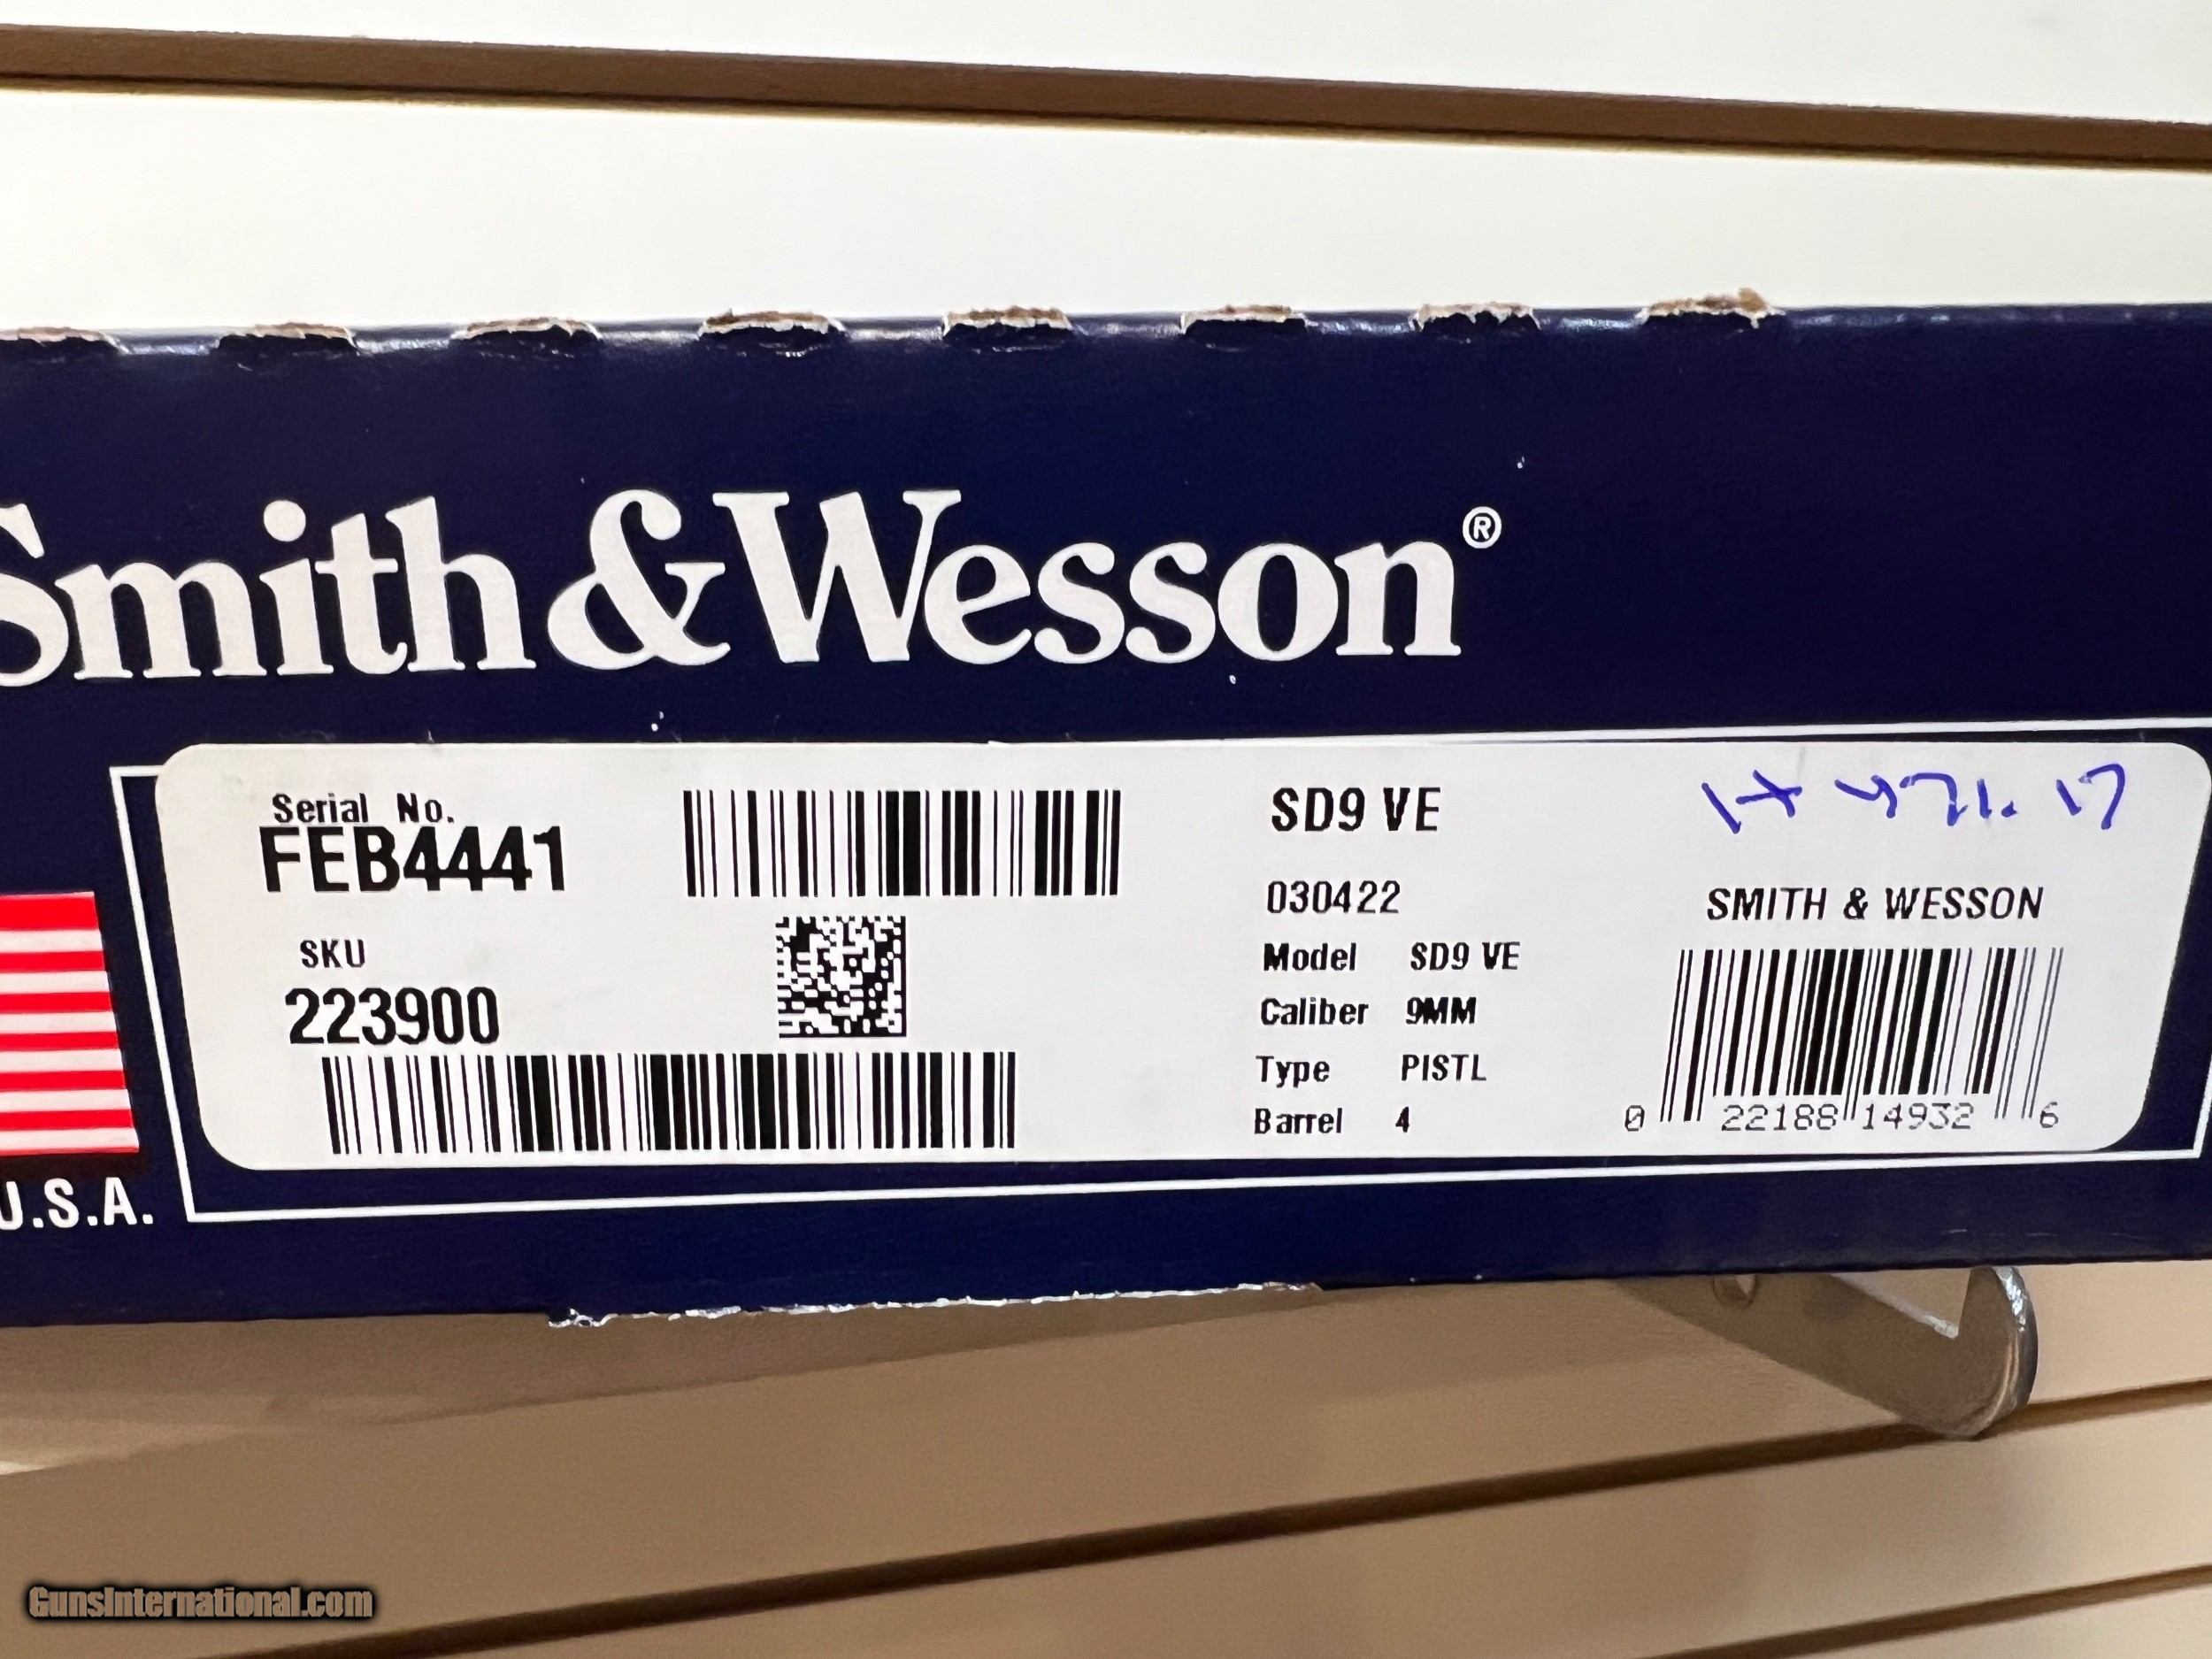 Smith & Wesson®
Serial No.
FEB4441
SKU
223900
SD9 VE
030422
Model SD9 VE
Caliber 9MM
Type PISTL
Barrel 4
SMITH & WESSON
0 22188 14932 6
U.S.A.
GunsInternational.com